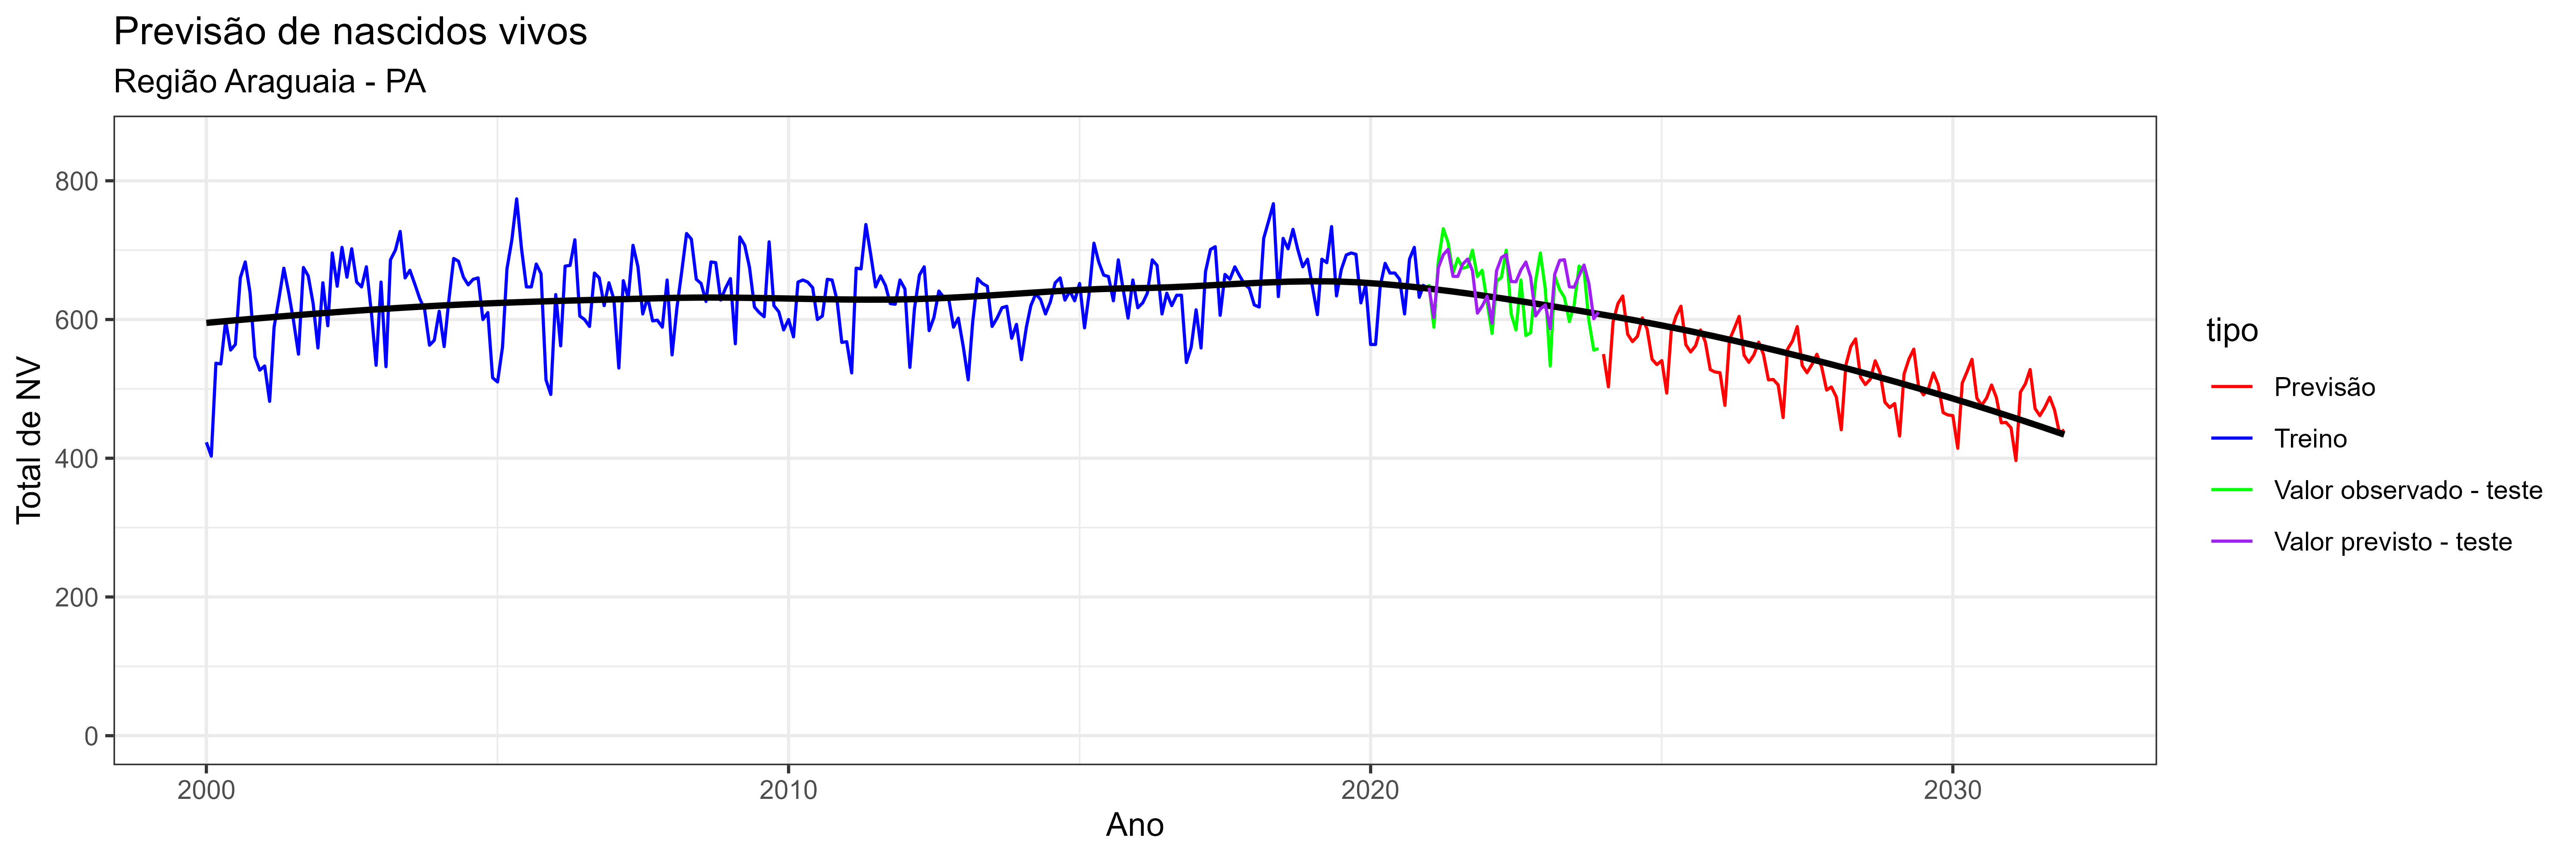 Previsão de nascidos vivos
Região Araguaia - PA
Total de NV
800
600
400
200
0
2000
2010
2020
2030
Ano
tipo
Previsão
Treino
Valor observado - teste
Valor previsto - teste